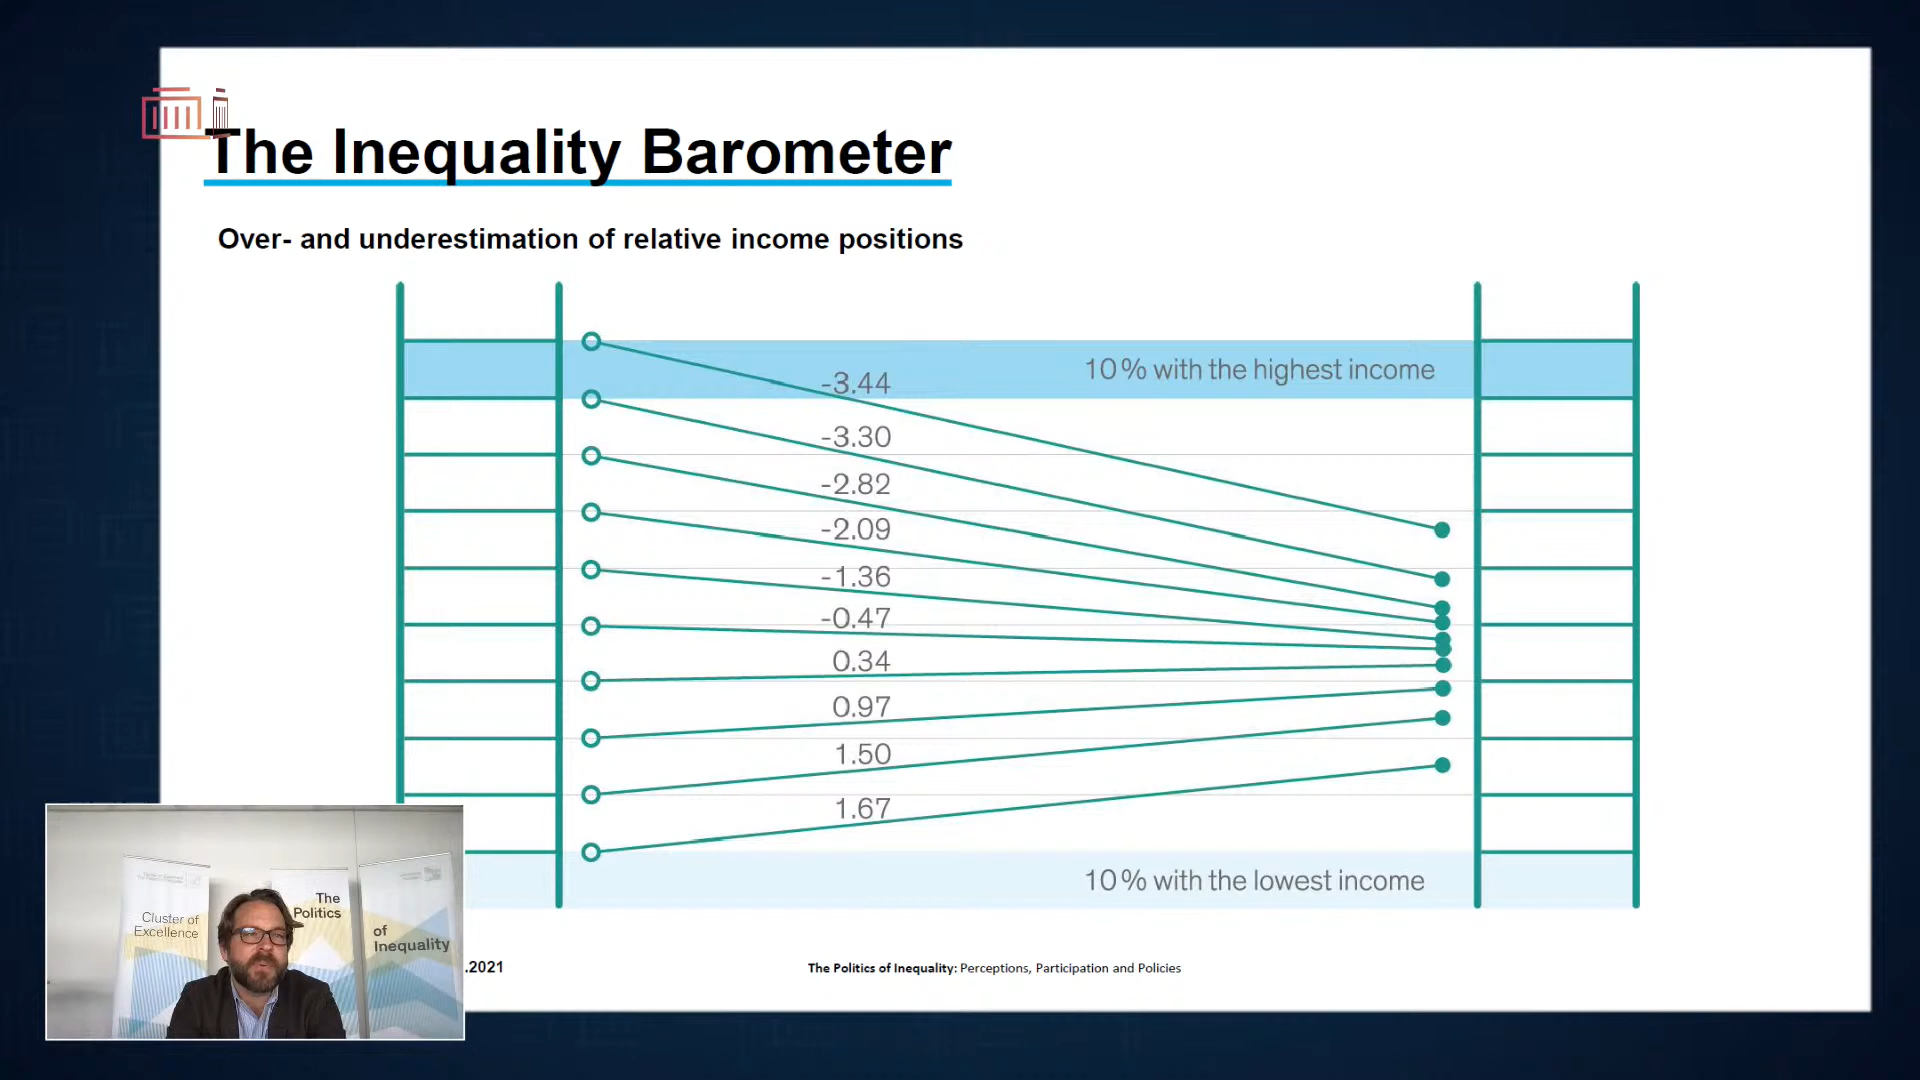 The Inequality Barometer
Over- and underestimation of relative income positions
10% with the highest income
-3.44
-3.30
-2.82
-2.09
-1.36
-0.47
0.34
0.97
1.50
1.67
10% with the lowest income
Cluster of
Excellence
The
Politics
of
Inequality
.2021
The Politics of Inequality: Perceptions, Participation and Policies